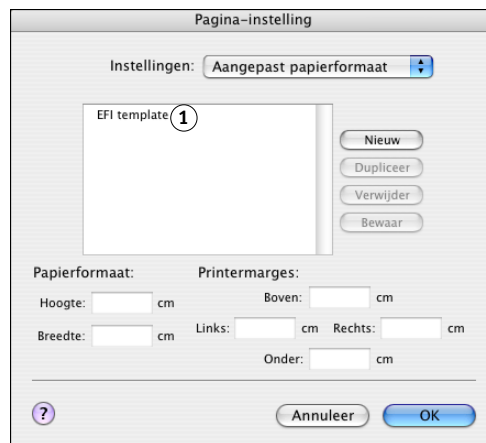 Pagina-instelling
Instellingen: Aangepast papierformaat
EFI template 1
Nieuw
Dupliceer
Verwijder
Bewaar
Papierformaat: Printermarges:
Hoogte: cm Boven: cm
Breedte: cm Links: cm Rechts: cm
Onder: cm
? Annuleer OK